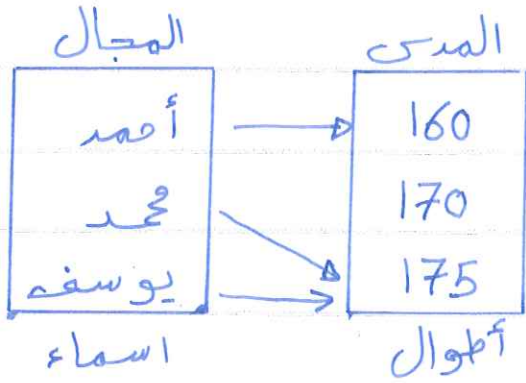 المجال
المدى
أحمد
160
محمد
170
يوسف
175
اسماء
أطوال